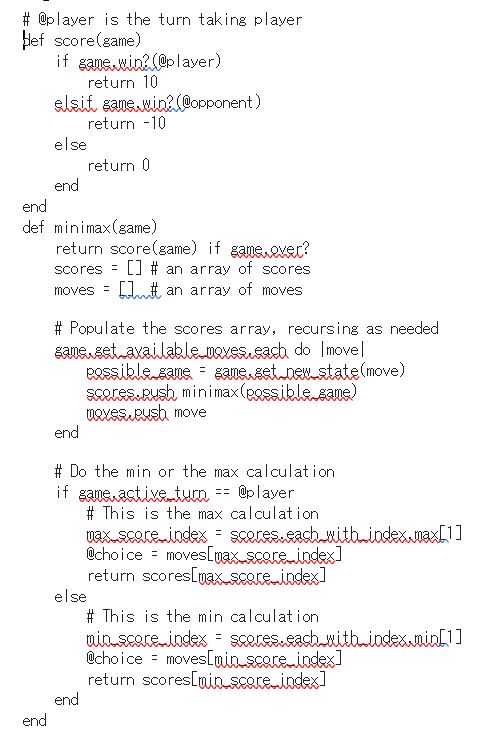 # @player is the turn taking player
def score(game)
    if game.win?(@player)
        return 10
    elsif game.win?(@opponent)
        return -10
    else
        return 0
    end
end
def minimax(game)
    return score(game) if game.over?
    scores = [] # an array of scores
    moves = []  # an array of moves

    # Populate the scores array, recursing as needed
    game.get_available_moves.each do |move|
        possible_game = game.get_new_state(move)
        scores.push minimax(possible_game)
        moves.push move
    end

    # Do the min or the max calculation
    if game.active_turn == @player
        # This is the max calculation
        max_score_index = scores.each_with_index.max[1]
        @choice = moves[max_score_index]
        return scores[max_score_index]
    else
        # This is the min calculation
        min_score_index = scores.each_with_index.min[1]
        @choice = moves[min_score_index]
        return scores[min_score_index]
    end
end